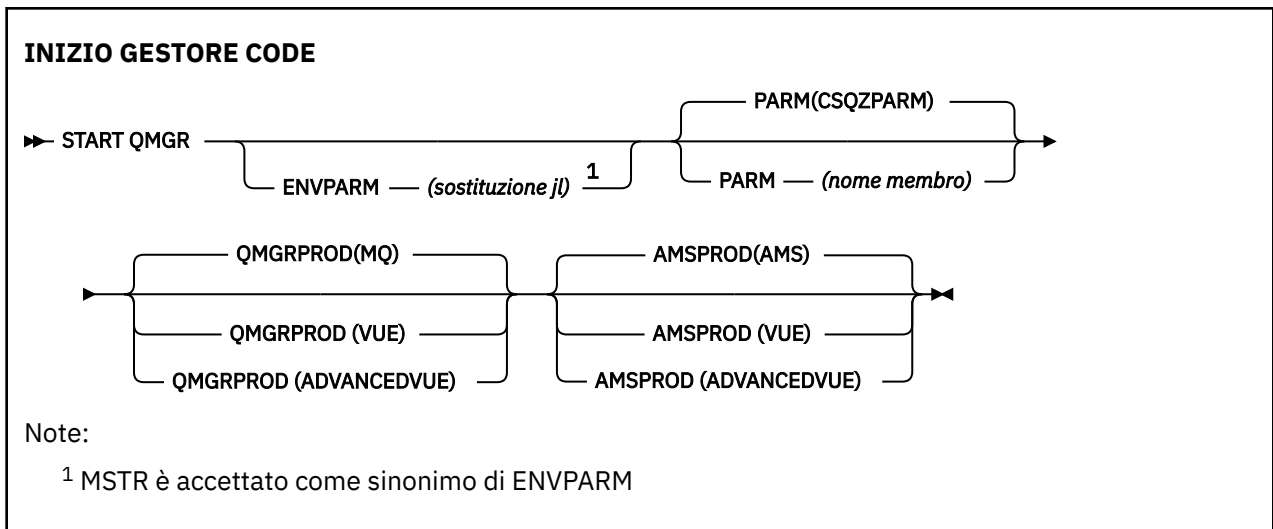 INIZIO GESTORE CODE
PARM(CSQZPARM)
START QMGR
ENVPARM (sostituzione jl) 1
PARM (nome membro)
QMGRPROD(MQ)
AMSPROD(AMS)
QMGRPROD (VUE)
AMSPROD (VUE)
QMGRPROD (ADVANCEDVUE)
AMSPROD (ADVANCEDVUE)
Note:
1 MSTR è accettato come sinonimo di ENVPARM